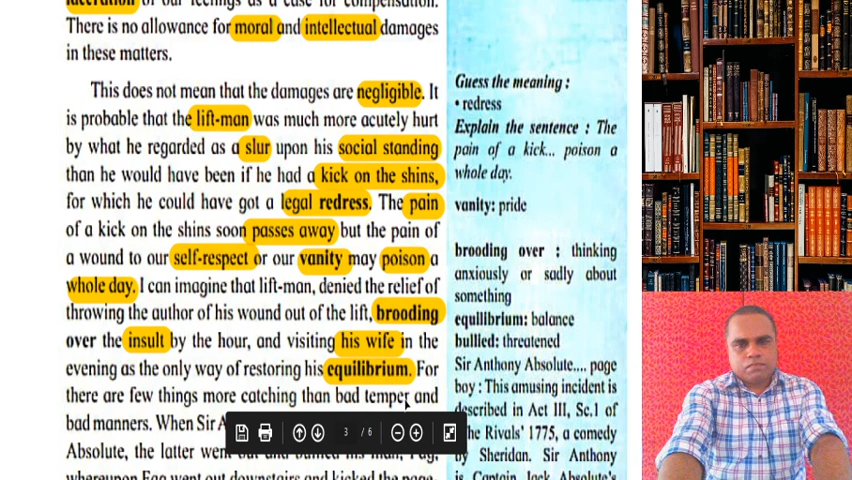 laceration of our feelings as a case for compensation.
There is no allowance for moral and intellectual damages
in these matters.
This does not mean that the damages are negligible. It
is probable that the lift-man was much more acutely hurt
by what he regarded as a slur upon his social standing
than he would have been if he had a kick on the shins,
for which he could have got a legal redress. The pain
of a kick on the shins soon passes away but the pain of
a wound to our self-respect or our vanity may poison a
whole day. I can imagine that lift-man, denied the relief of
throwing the author of his wound out of the lift, brooding
over the insult by the hour, and visiting his wife in the
evening as the only way of restoring his equilibrium. For
there are few things more catching than bad temper and
bad manners. When Sir A
Absolute, the latter went out and bullied his man, Fag,
whereupon Fag went out downstairs and kicked the page-
Guess the meaning :
• redress
Explain the sentence : The
pain of a kick... poison a
whole day.
vanity: pride
brooding over : thinking
anxiously or sadly about
something
equilibrium: balance
bullied: threatened
Sir Anthony Absolute.... page
boy : This amusing incident is
described in Act III, Sc.1 of
The Rivals' 1775, a comedy
by Sheridan. Sir Anthony
is Captain Jack Absolute's
3 / 6